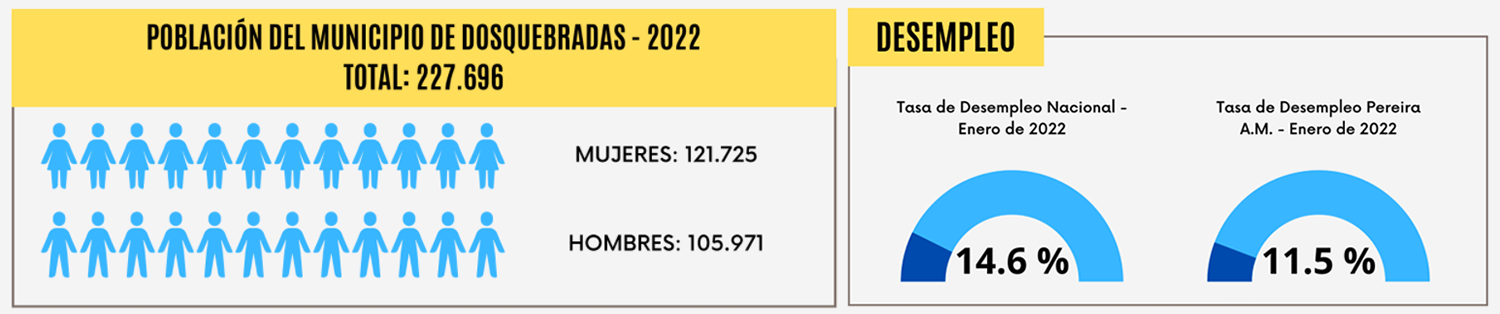 POBLACIÓN DEL MUNICIPIO DE DOSQUEBRADAS - 2022
TOTAL: 227.696
MUJERES: 121.725
HOMBRES: 105.971
DESEMPLEO
Tasa de Desempleo Nacional -
Enero de 2022
14.6 %
Tasa de Desempleo Pereira
A.M. - Enero de 2022
11.5 %